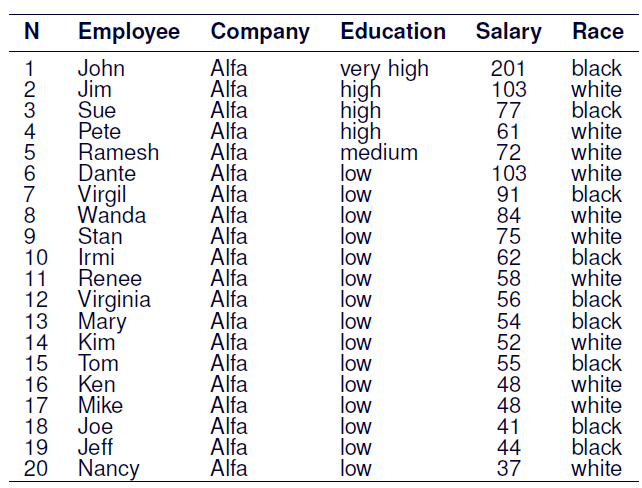 N Employee Company Education Salary Race
1 John Alfa very high 201 black
2 Jim Alfa high 103 white
3 Sue Alfa high 77 black
4 Pete Alfa high 61 white
5 Ramesh Alfa medium 72 white
6 Dante Alfa low 103 white
7 Virgil Alfa low 91 black
8 Wanda Alfa low 84 white
9 Stan Alfa low 75 white
10 Irmi Alfa low 62 black
11 Renee Alfa low 58 white
12 Virginia Alfa low 56 black
13 Mary Alfa low 54 black
14 Kim Alfa low 52 white
15 Tom Alfa low 55 black
16 Ken Alfa low 48 white
17 Mike Alfa low 48 white
18 Joe Alfa low 41 black
19 Jeff Alfa low 44 black
20 Nancy Alfa low 37 white